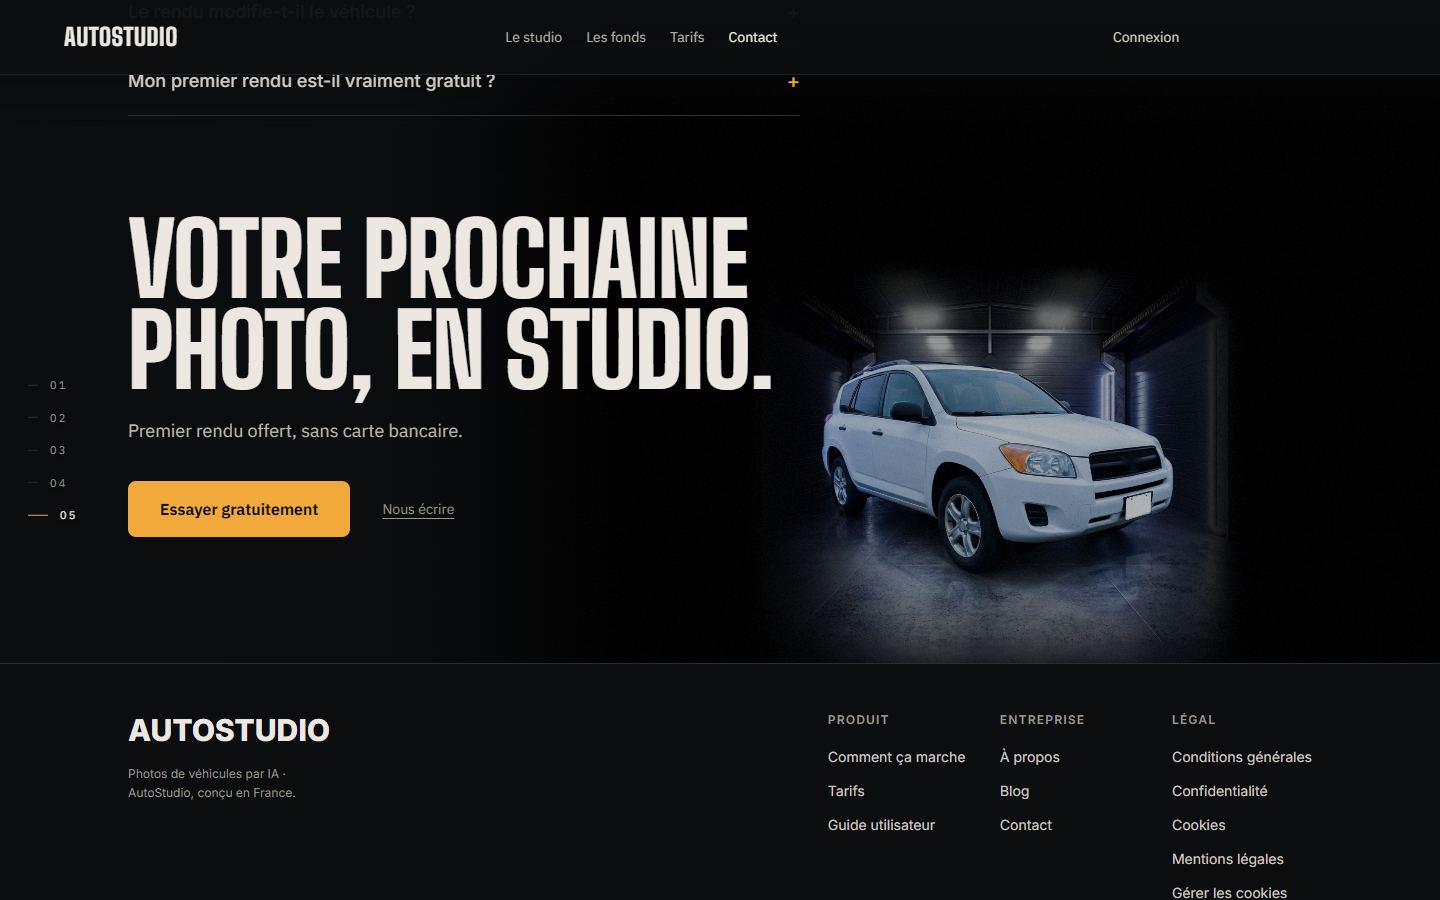 Le rendu modifie-t-il le véhicule ?
+
AUTOSTUDIO
Le studio
Les fonds
Tarifs
Contact
Connexion
Mon premier rendu est-il vraiment gratuit ?
+
VOTRE PROCHAINE
PHOTO, EN STUDIO.
01
02
03
04
05
Premier rendu offert, sans carte bancaire.
Essayer gratuitement
Nous écrire
AUTOSTUDIO
Photos de véhicules par IA ·
AutoStudio, conçu en France.
PRODUIT
Comment ça marche
Tarifs
Guide utilisateur
ENTREPRISE
À propos
Blog
Contact
LÉGAL
Conditions générales
Confidentialité
Cookies
Mentions légales
Gérer les cookies